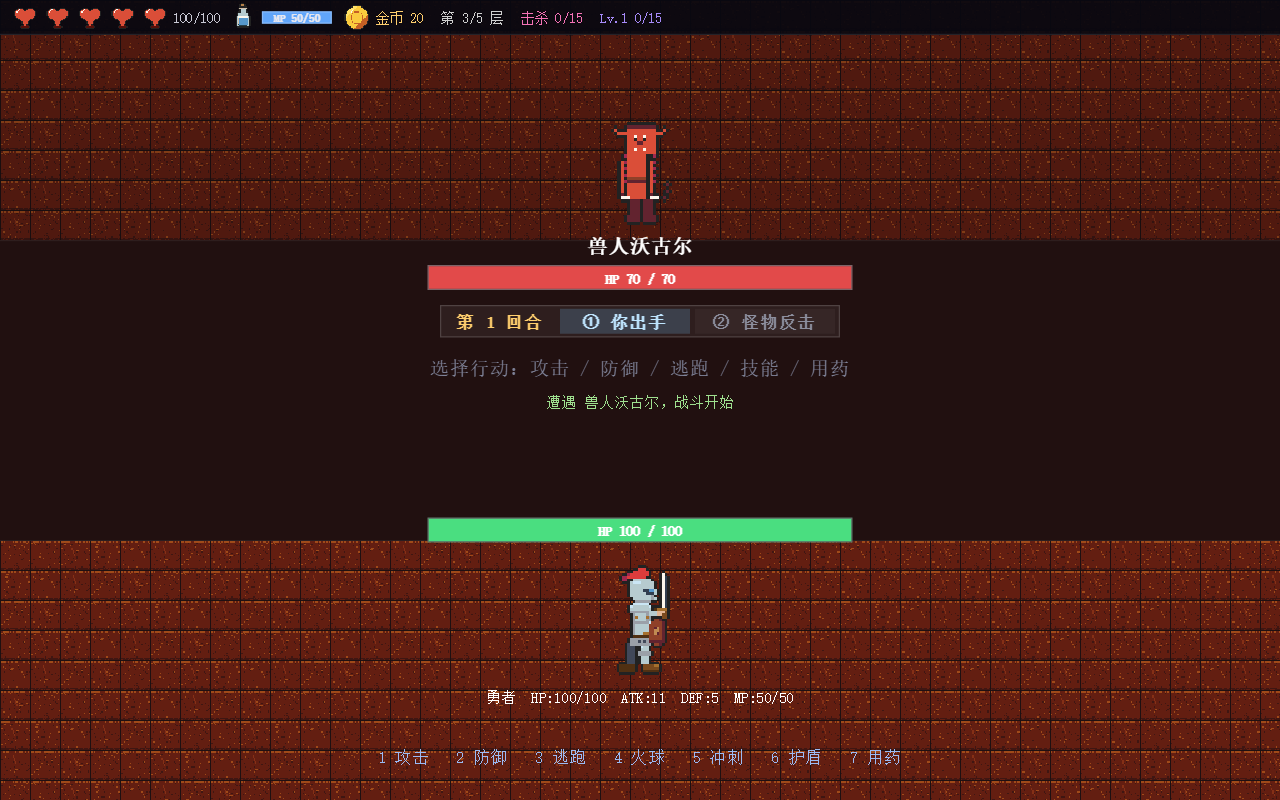 100/100 MP 50/50 金币 20 第 3/5 层 击杀 0/15 Lv.1 0/15
兽人沃古尔
HP 70 / 70
第 1 回合 ① 你出手 ② 怪物反击
选择行动: 攻击 / 防御 / 逃跑 / 技能 / 用药
遭遇 兽人沃古尔，战斗开始
HP 100 / 100
勇者 HP:100/100 ATK:11 DEF:5 MP:50/50
1 攻击 2 防御 3 逃跑 4 火球 5 冲刺 6 护盾 7 用药